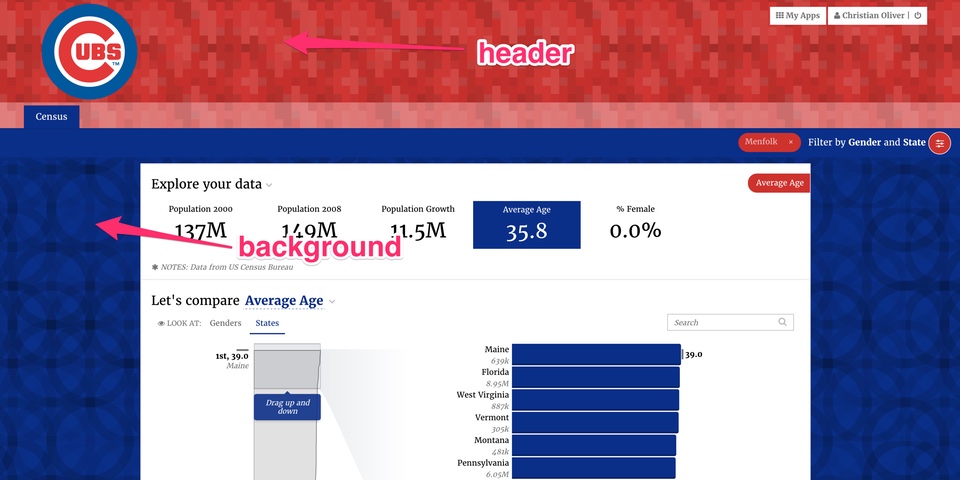 CUBS
TM
My Apps
Christian Oliver |
header
Census
Menfolk ×
Filter by Gender and State
Explore your data
Average Age
Population 2000
137M
Population 2008
149M
Population Growth
11.5M
Average Age
35.8
% Female
0.0%
background
NOTES: Data from US Census Bureau
Let's compare Average Age
LOOK AT: Genders States
Search
1st, 39.0
Maine
Drag up and
down
Maine
639k
39.0
Florida
8.95M
West Virginia
887k
Vermont
305k
Montana
481k
Pennsylvania
6.05M